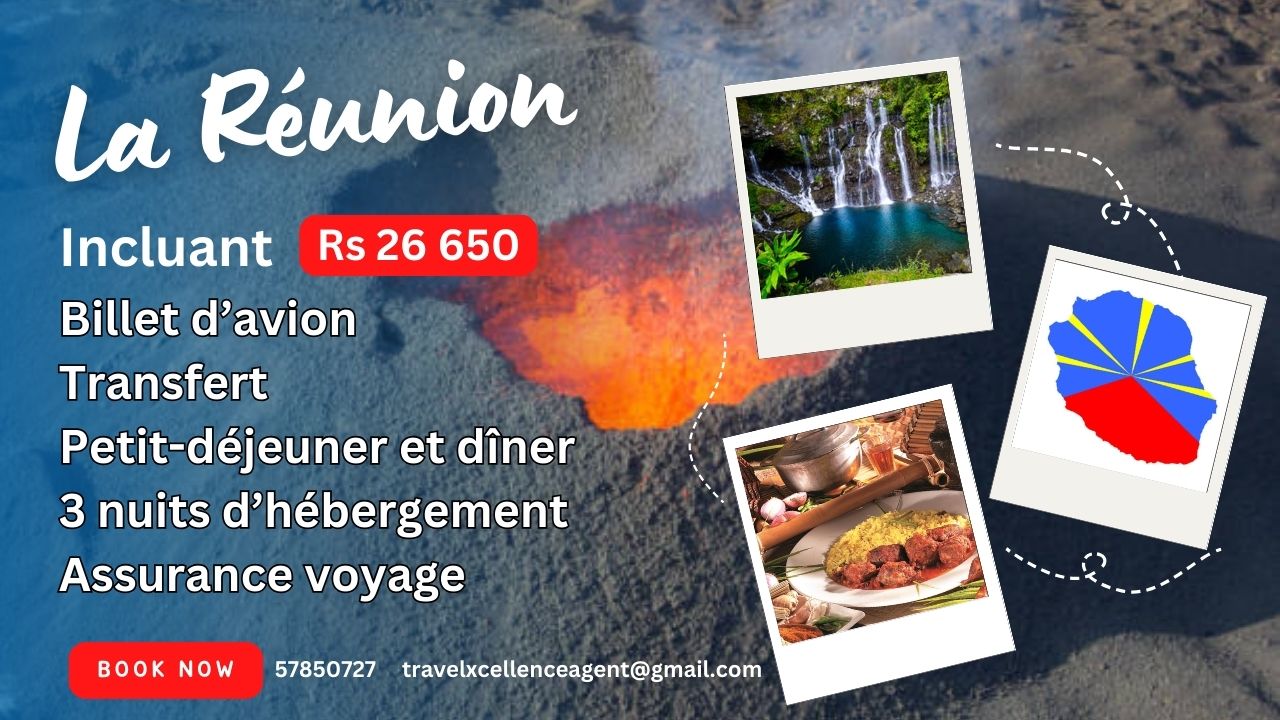 La Réunion
Incluant Rs 26 650
Billet d’avion
Transfert
Petit-déjeuner et dîner
3 nuits d’hébergement
Assurance voyage
BOOK NOW 57850727 travelxcellenceagent@gmail.com